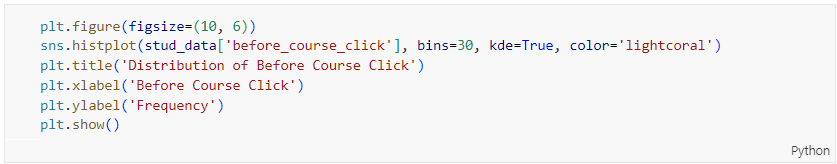 plt.figure(figsize=(10, 6))
sns.histplot(stud_data['before_course_click'], bins=30, kde=True, color='lightcoral')
plt.title('Distribution of Before Course Click')
plt.xlabel('Before Course Click')
plt.ylabel('Frequency')
plt.show()
Python